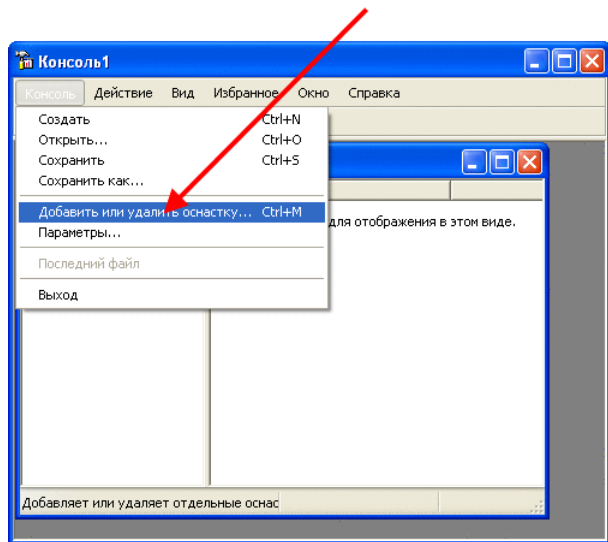 Консоль1
Консоль Действие Вид Избранное Окно Справка
Создать Ctrl+N
Открыть... Ctrl+O
Сохранить Ctrl+S
Сохранить как...
Добавить или удалить оснастку... Ctrl+M
для отображения в этом виде.
Параметры...
Последний файл
Выход
Добавляет или удаляет отдельные оснас